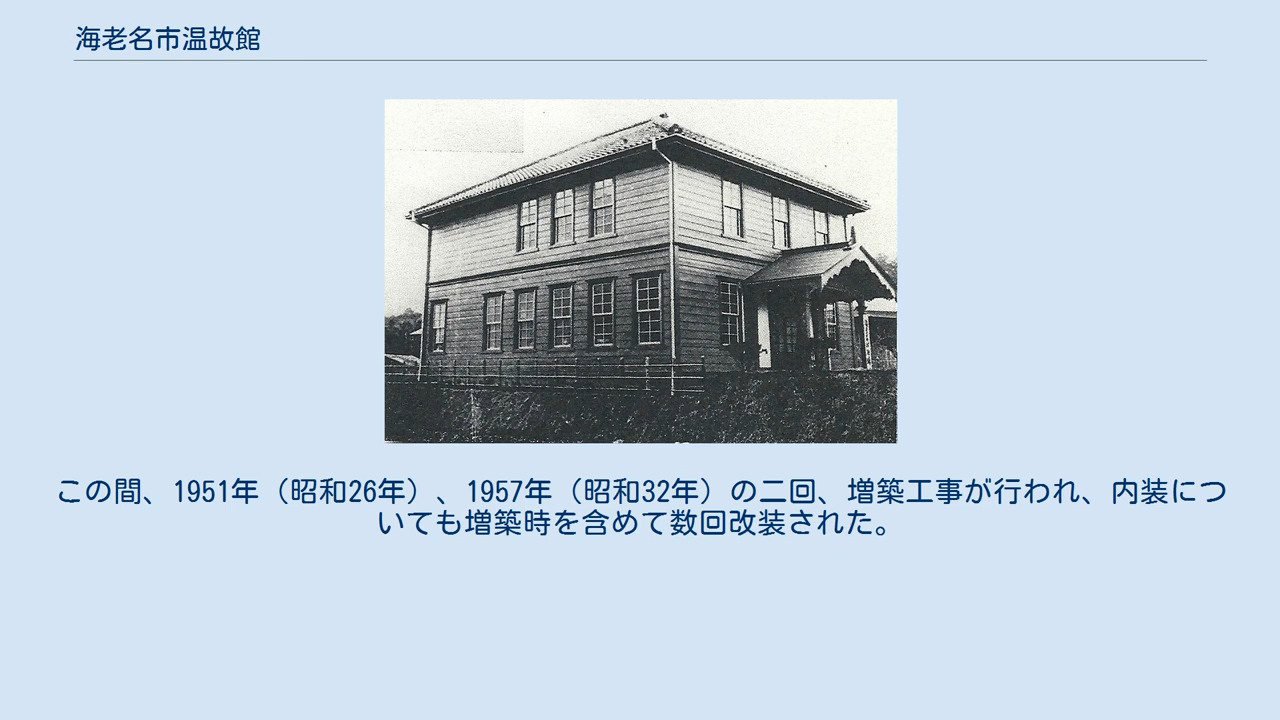 海老名市温故館
この間、1951年（昭和26年）、1957年（昭和32年）の二回、増築工事が行われ、内装につ
いても増築時を含めて数回改装された。